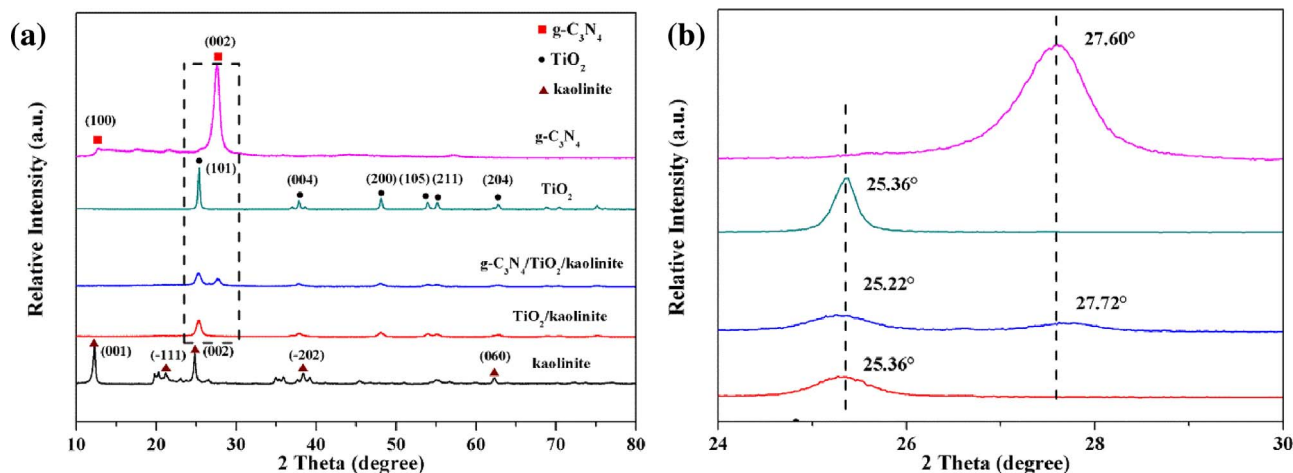 (a)
Relative Intensity (a.u.)
g-C₃N₄
TiO₂
kaolinite
(100)
(002)
g-C₃N₄
(101)
(004)
(200)
(105)
(211)
(204)
TiO₂
g-C₃N₄/TiO₂/kaolinite
TiO₂/kaolinite
(001)
(-111)
(002)
(-202)
(060)
kaolinite
10 20 30 40 50 60 70 80
2 Theta (degree)
(b)
Relative Intensity (a.u.)
27.60°
25.36°
25.22°
27.72°
25.36°
24 26 28 30
2 Theta (degree)